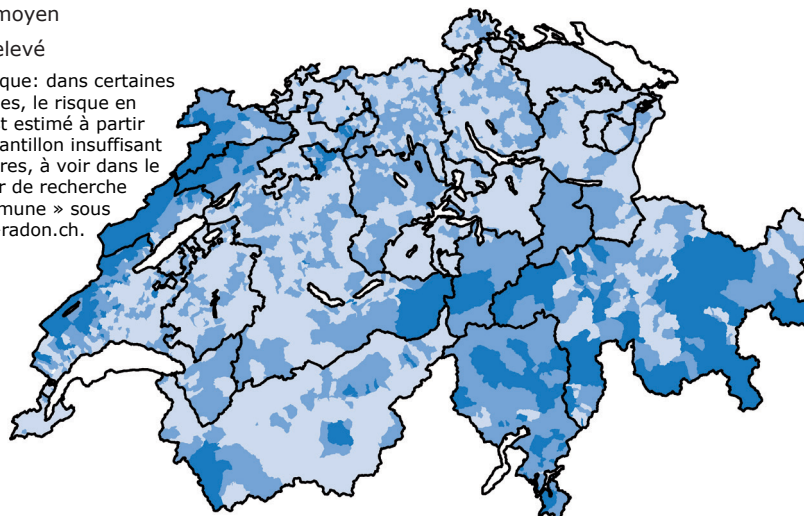 moyen
elevé
que: dans certaines
es, le risque en
t estimé à partir
antillon insuffisant
res, à voir dans le
r de recherche
mune » sous
radon.ch.